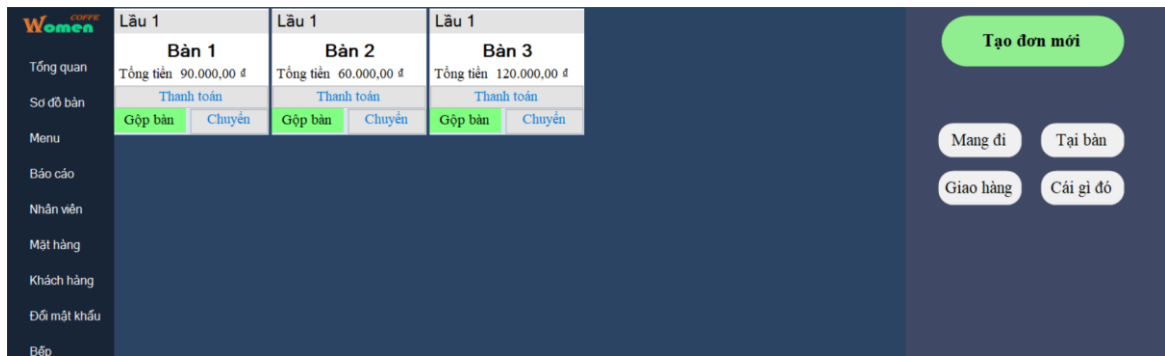 COFFE
Women
Tổng quan
Sơ đồ bàn
Menu
Báo cáo
Nhân viên
Mặt hàng
Khách hàng
Đổi mật khẩu
Bếp
Lầu 1
Bàn 1
Tổng tiền 90.000,00 đ
Thanh toán
Gộp bàn Chuyển
Lầu 1
Bàn 2
Tổng tiền 60.000,00 đ
Thanh toán
Gộp bàn Chuyển
Lầu 1
Bàn 3
Tổng tiền 120.000,00 đ
Thanh toán
Gộp bàn Chuyển
Tạo đơn mới
Mang đi Tại bàn
Giao hàng Cái gì đó